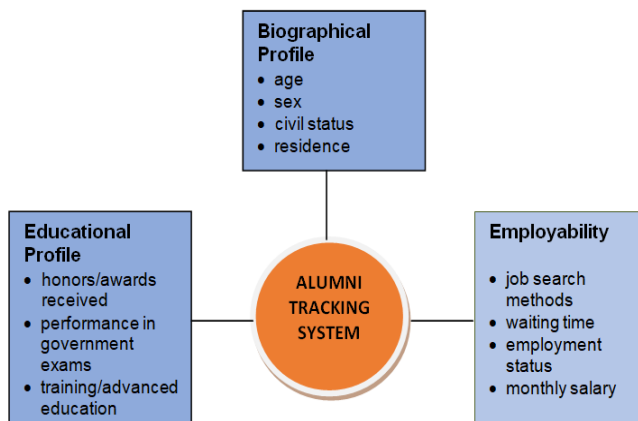 Biographical
Profile
• age
• sex
• civil status
• residence
Educational
Profile
• honors/awards
received
• performance in
government
exams
• training/advanced
education
ALUMNI
TRACKING
SYSTEM
Employability
• job search
methods
• waiting time
• employment
status
• monthly salary